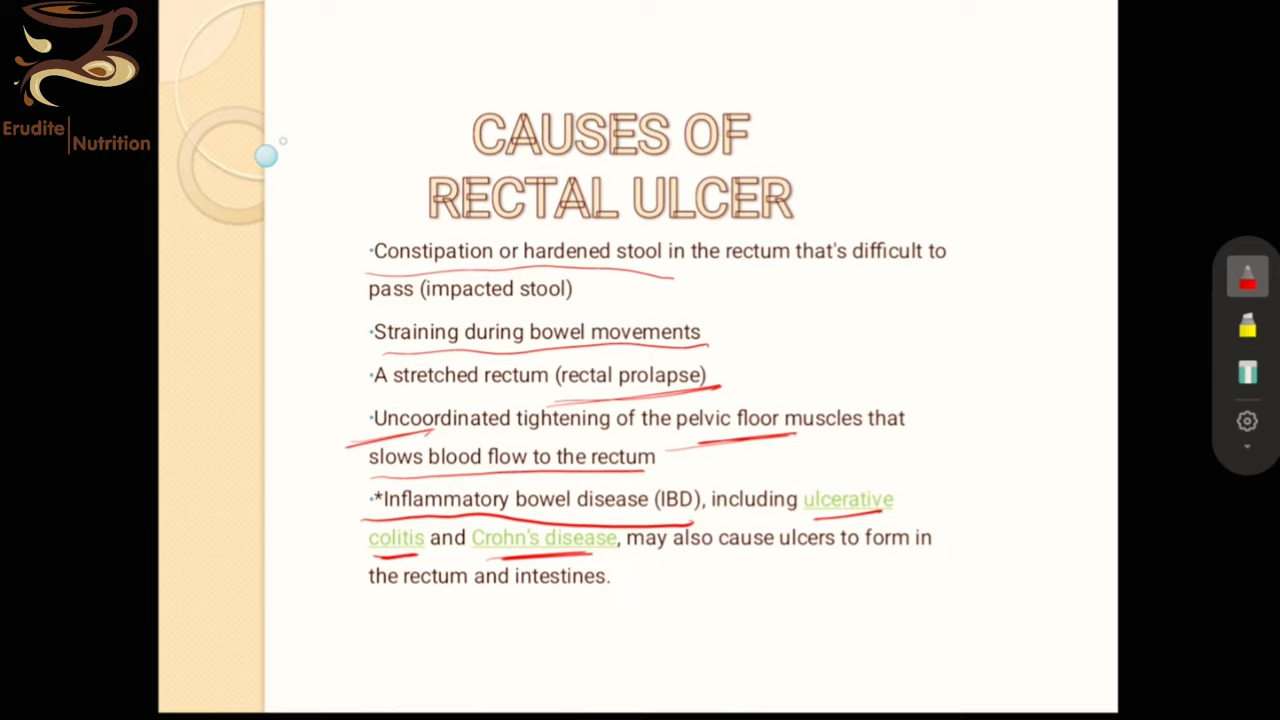 Erudite
Nutrition
CAUSES OF
RECTAL ULCER
•Constipation or hardened stool in the rectum that's difficult to
pass (impacted stool)
•Straining during bowel movements
•A stretched rectum (rectal prolapse)
•Uncoordinated tightening of the pelvic floor muscles that
slows blood flow to the rectum
•*Inflammatory bowel disease (IBD), including ulcerative
colitis and Crohn's disease, may also cause ulcers to form in
the rectum and intestines.